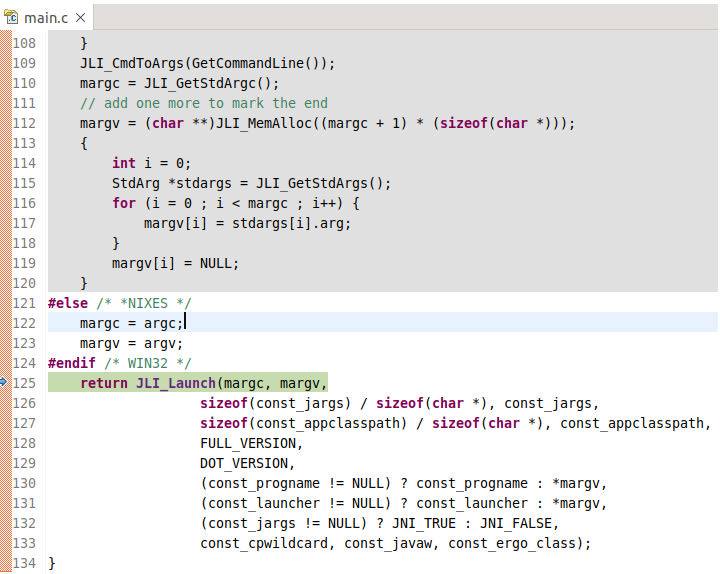 main.c
108    }
109    JLI_CmdToArgs(GetCommandLine());
110    margc = JLI_GetStdArgc();
111    // add one more to mark the end
112    margv = (char **)JLI_MemAlloc((margc + 1) * (sizeof(char *)));
113    {
114        int i = 0;
115        StdArg *stdargs = JLI_GetStdArgs();
116        for (i = 0 ; i < margc ; i++) {
117            margv[i] = stdargs[i].arg;
118        }
119        margv[i] = NULL;
120    }
121 #else /* *NIXES */
122    margc = argc;
123    margv = argv;
124 #endif /* WIN32 */
125    return JLI_Launch(margc, margv,
126                   sizeof(const_jargs) / sizeof(char *), const_jargs,
127                   sizeof(const_appclasspath) / sizeof(char *), const_appclasspath,
128                   FULL_VERSION,
129                   DOT_VERSION,
130                   (const_progname != NULL) ? const_progname : *margv,
131                   (const_launcher != NULL) ? const_launcher : *margv,
132                   (const_jargs != NULL) ? JNI_TRUE : JNI_FALSE,
133                   const_cpwildcard, const_javaw, const_ergo_class);
134 }